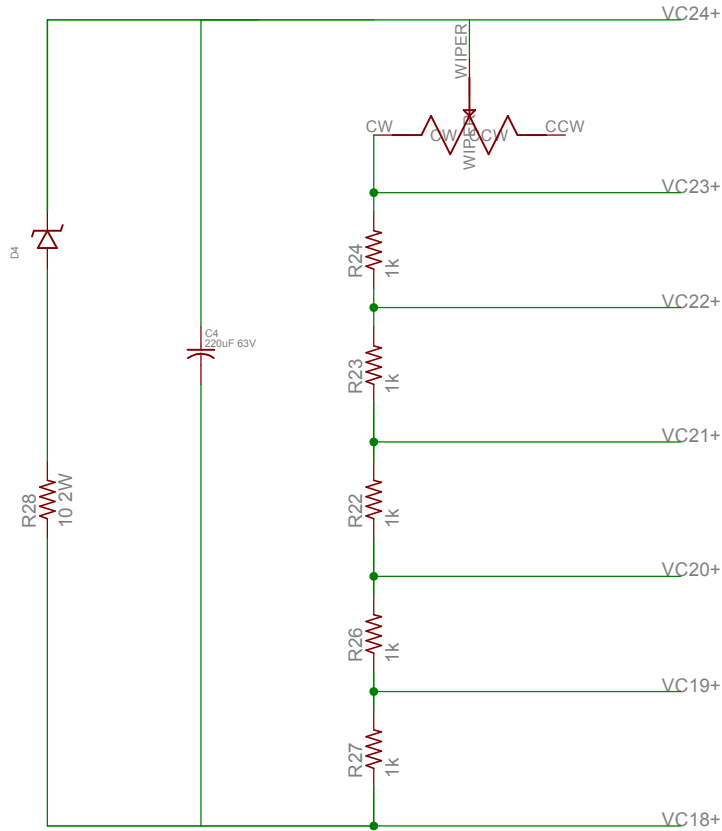 VC24+
WIPER
CW
CW
CCW
CCW
WIPER
VC23+
D4
R24
1k
VC22+
C4
220uF 63V
R23
1k
VC21+
R28
10 2W
R22
1k
VC20+
R26
1k
VC19+
R27
1k
VC18+